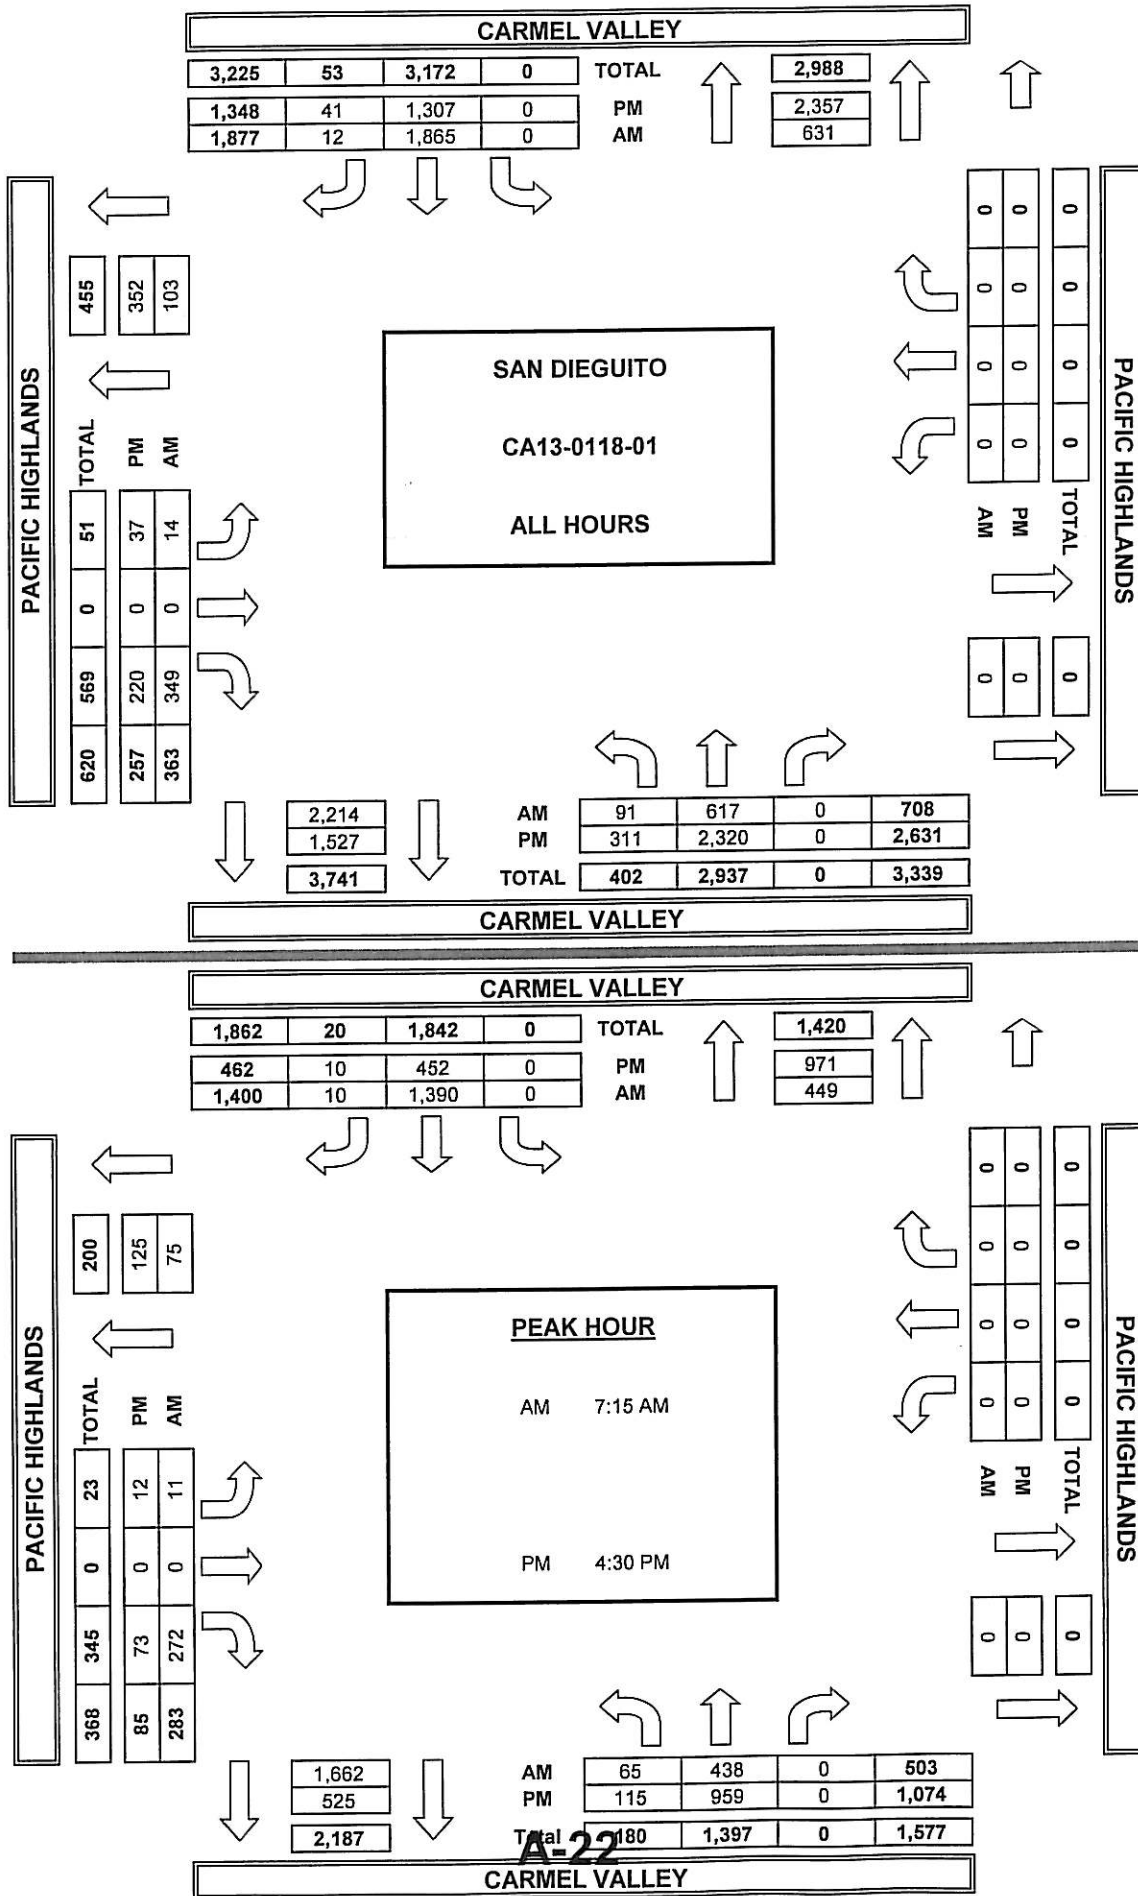 CARMEL VALLEY
3,225 53 3,172 0 TOTAL 2,988
1,348 41 1,307 0 PM 2,357
1,877 12 1,865 0 AM 631
PACIFIC HIGHLANDS
455 352 103
TOTAL PM AM
51 37 14
0 0 0
569 220 349
620 257 363
SAN DIEGUITO
CA13-0118-01
ALL HOURS
0 0 0
0 0 0
0 0 0
0 0 0
AM PM TOTAL
0 0 0
PACIFIC HIGHLANDS
2,214 AM 91 617 0 708
1,527 PM 311 2,320 0 2,631
3,741 TOTAL 402 2,937 0 3,339
CARMEL VALLEY
CARMEL VALLEY
1,862 20 1,842 0 TOTAL 1,420
462 10 452 0 PM 971
1,400 10 1,390 0 AM 449
PACIFIC HIGHLANDS
200 125 75
TOTAL PM AM
23 12 11
0 0 0
345 73 272
368 85 283
PEAK HOUR
AM 7:15 AM
PM 4:30 PM
0 0 0
0 0 0
0 0 0
0 0 0
AM PM TOTAL
0 0 0
PACIFIC HIGHLANDS
1,662 AM 65 438 0 503
525 PM 115 959 0 1,074
2,187 Total 180 1,397 0 1,577
A-22
CARMEL VALLEY